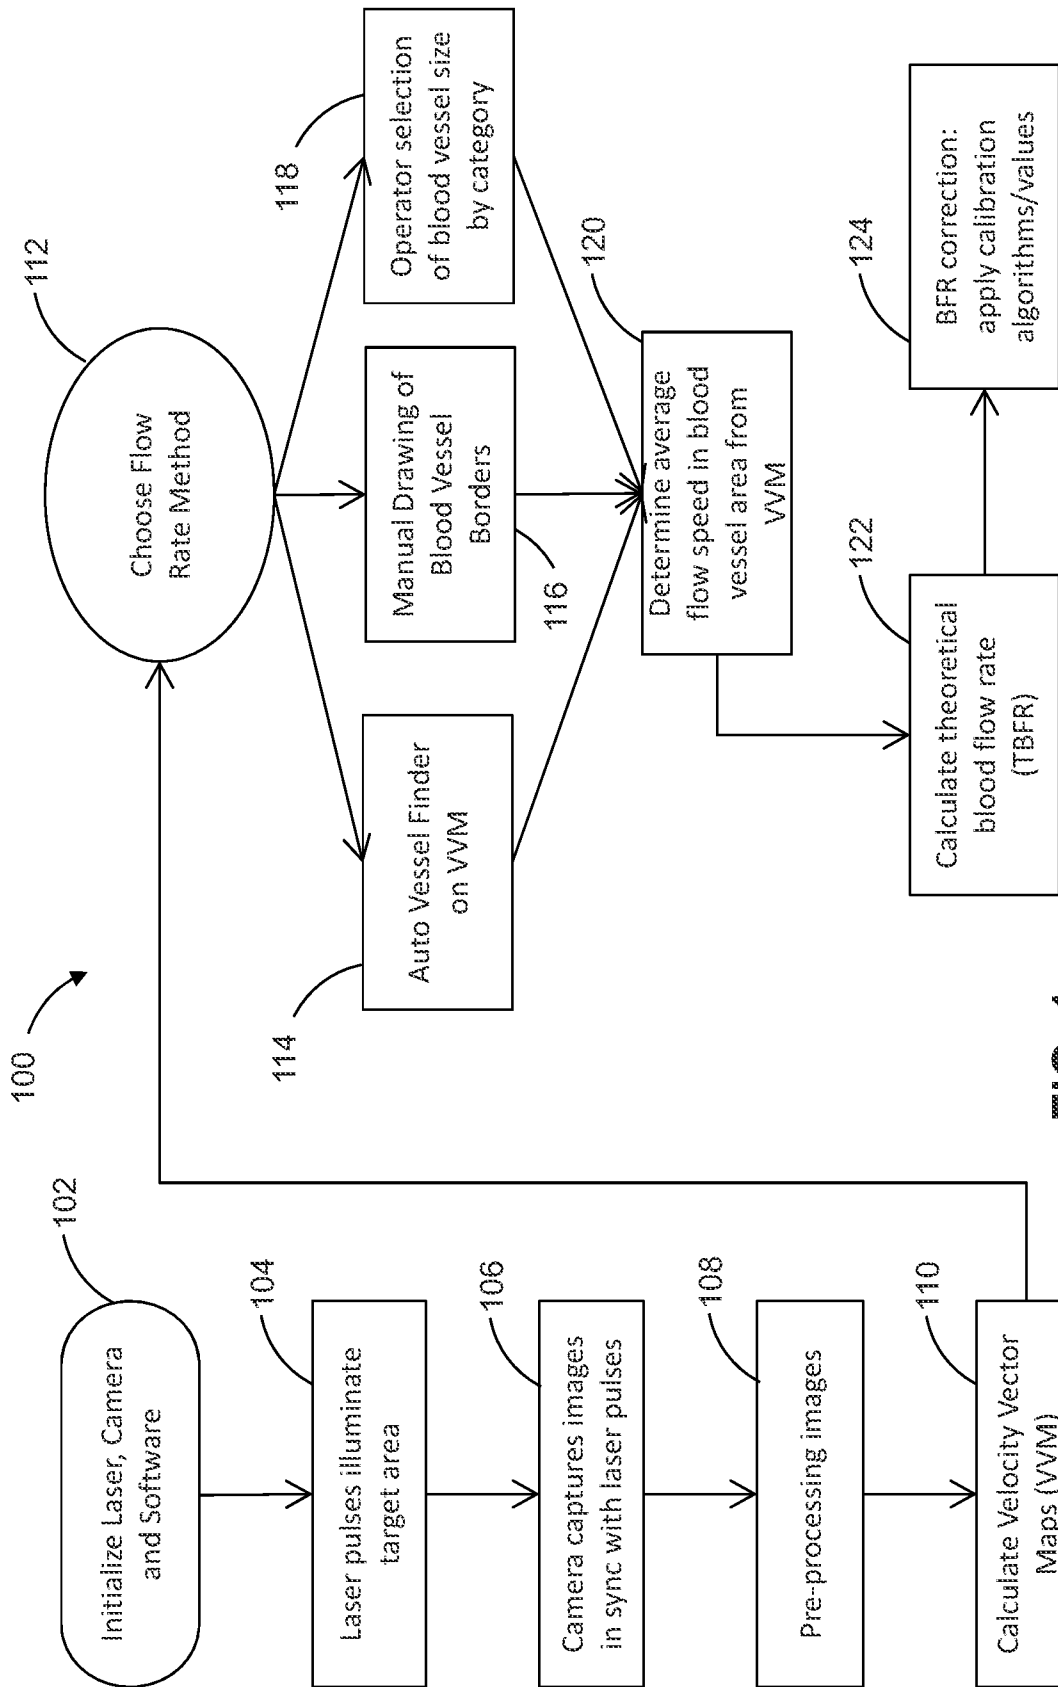 100
102
Initialize Laser, Camera
and Software
104
Laser pulses illuminate
target area
106
Camera captures images
in sync with laser pulses
108
Pre-processing images
110
Calculate Velocity Vector
Maps (VVM)
112
Choose Flow
Rate Method
114
Auto Vessel Finder
on VVM
116
Manual Drawing of
Blood Vessel
Borders
118
Operator selection
of blood vessel size
by category
120
Determine average
flow speed in blood
vessel area from
VVM
122
Calculate theoretical
blood flow rate
(TBFR)
124
BFR correction:
apply calibration
algorithms/values